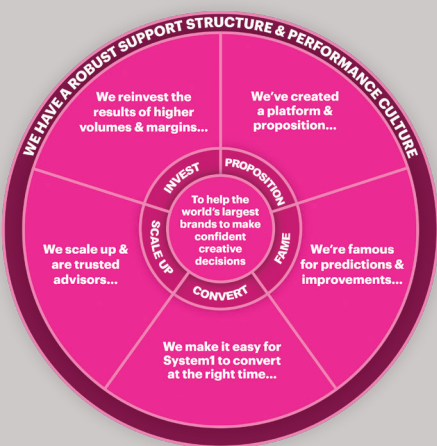 WE HAVE A ROBUST SUPPORT STRUCTURE & PERFORMANCE CULTURE
We reinvest the
results of higher
volumes & margins...
We've created
a platform &
proposition...
INVEST
PROPOSITION
To help the
world's largest
brands to make
confident
creative
decisions
SCALE UP
FAME
CONVERT
We scale up &
are trusted
advisors...
We're famous
for predictions &
improvements...
We make it easy for
System1 to convert
at the right time...